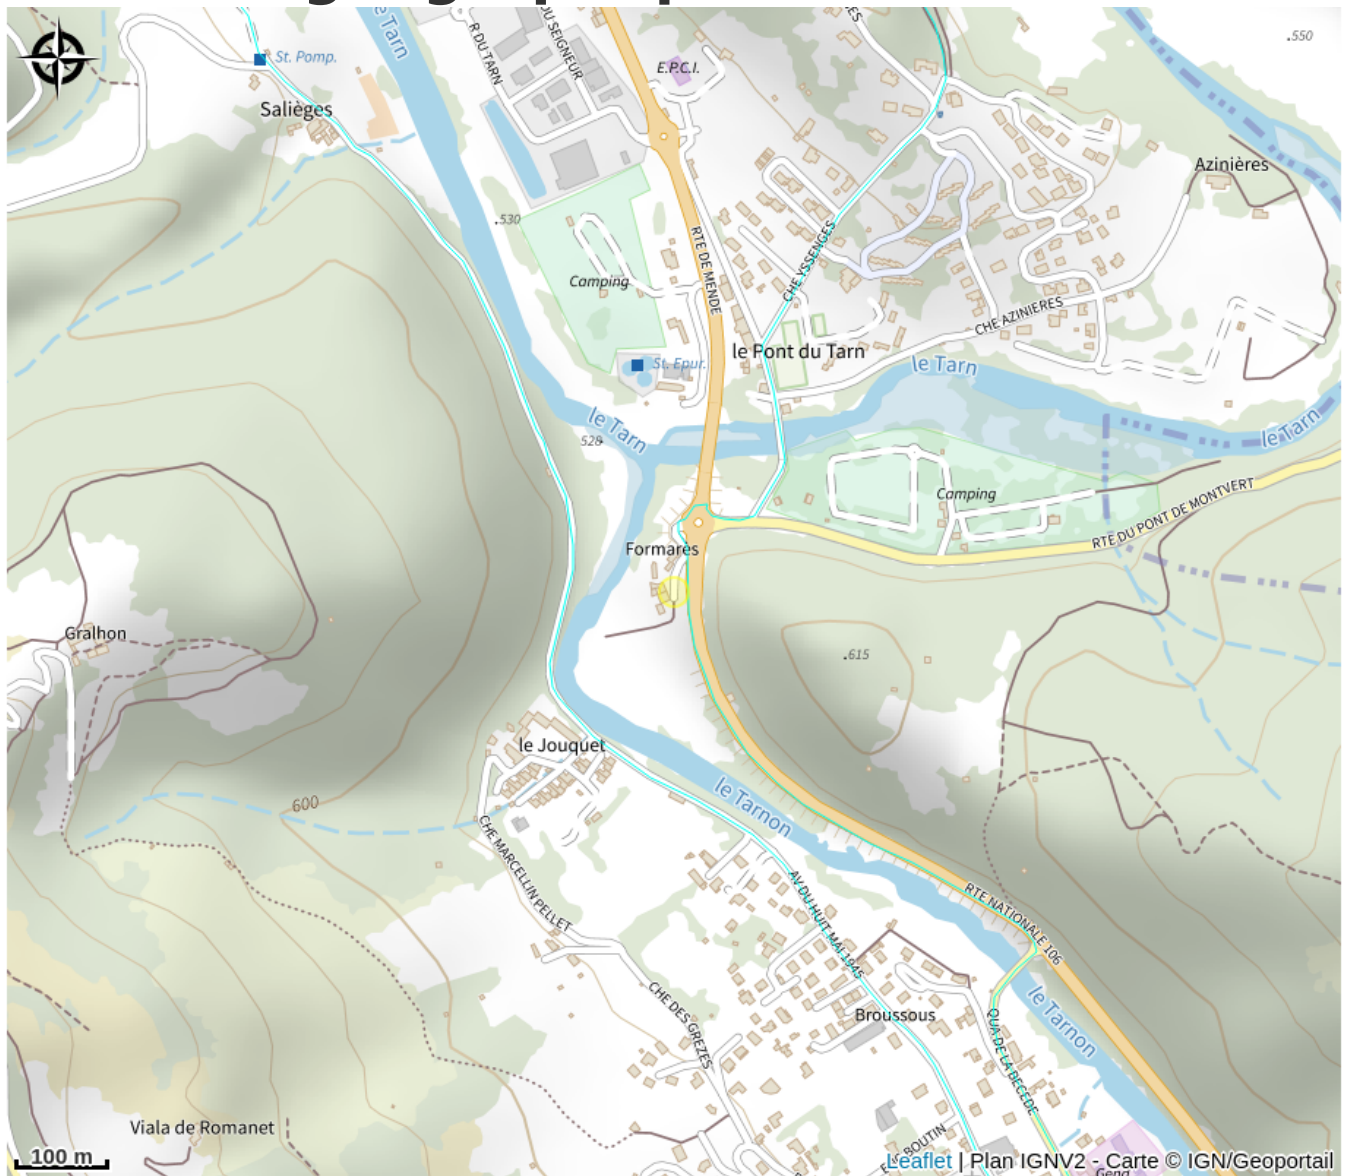 le Tarn
R DU TARN
DU SEIGNEUR
E.P.C.I.
.550
St. Pomp.
Salièges
Azinières
.530
RTE DE MENDE
CHE YSSENGES
Camping
CHE AZINIERES
le Pont du Tarn
St. Epur.
le Tarn
le Tarn
le Tarn
528
Camping
RTE DU PONT DE MONTVERT
Formarès
Gralhon
.615
le Jouquet
600
le Tarnon
CHE MARCELLIN PELLET
AV DU HUIT MAI 1945
RTE NATIONALE 106
CHE DES GREZES
Broussous
le Tarnon
QUA DE LA BECEDE
Viala de Romanet
BOUTIN
100 m
Leaflet | Plan IGNV2 - Carte © IGN/Geoportail